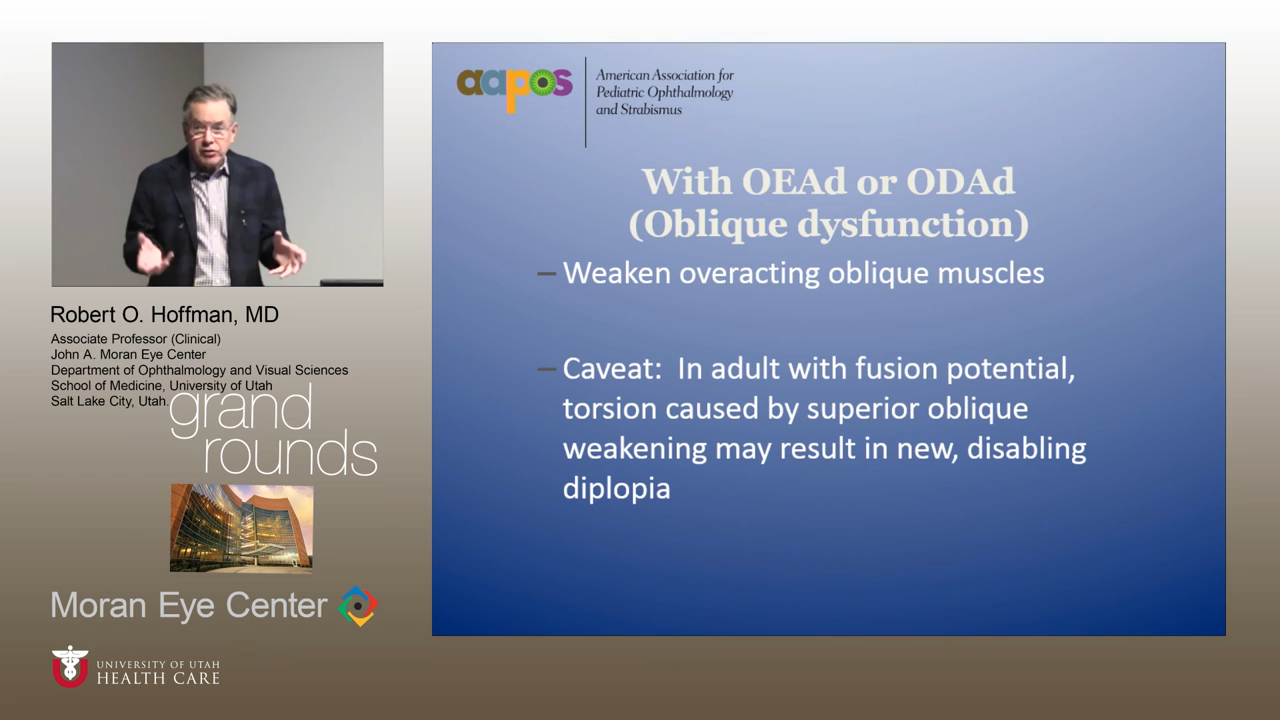 Robert O. Hoffman, MD
Associate Professor (Clinical)
John A. Moran Eye Center
Department of Ophthalmology and Visual Sciences
School of Medicine, University of Utah
Salt Lake City, Utah.
grand
rounds
Moran Eye Center
UNIVERSITY OF UTAH
HEALTH CARE
aapos
American Association for
Pediatric Ophthalmology
and Strabismus
With OEAd or ODAd
(Oblique dysfunction)
– Weaken overacting oblique muscles
– Caveat: In adult with fusion potential,
torsion caused by superior oblique
weakening may result in new, disabling
diplopia